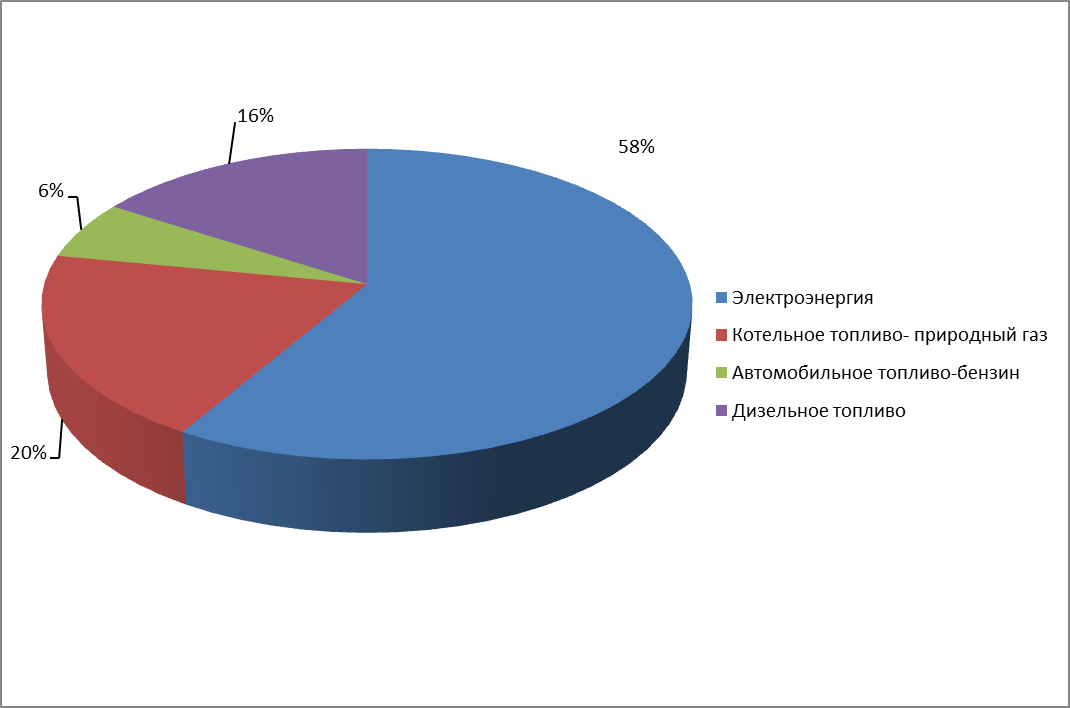 16%
58%
6%
20%
Электроэнергия
Котельное топливо- природный газ
Автомобильное топливо-бензин
Дизельное топливо